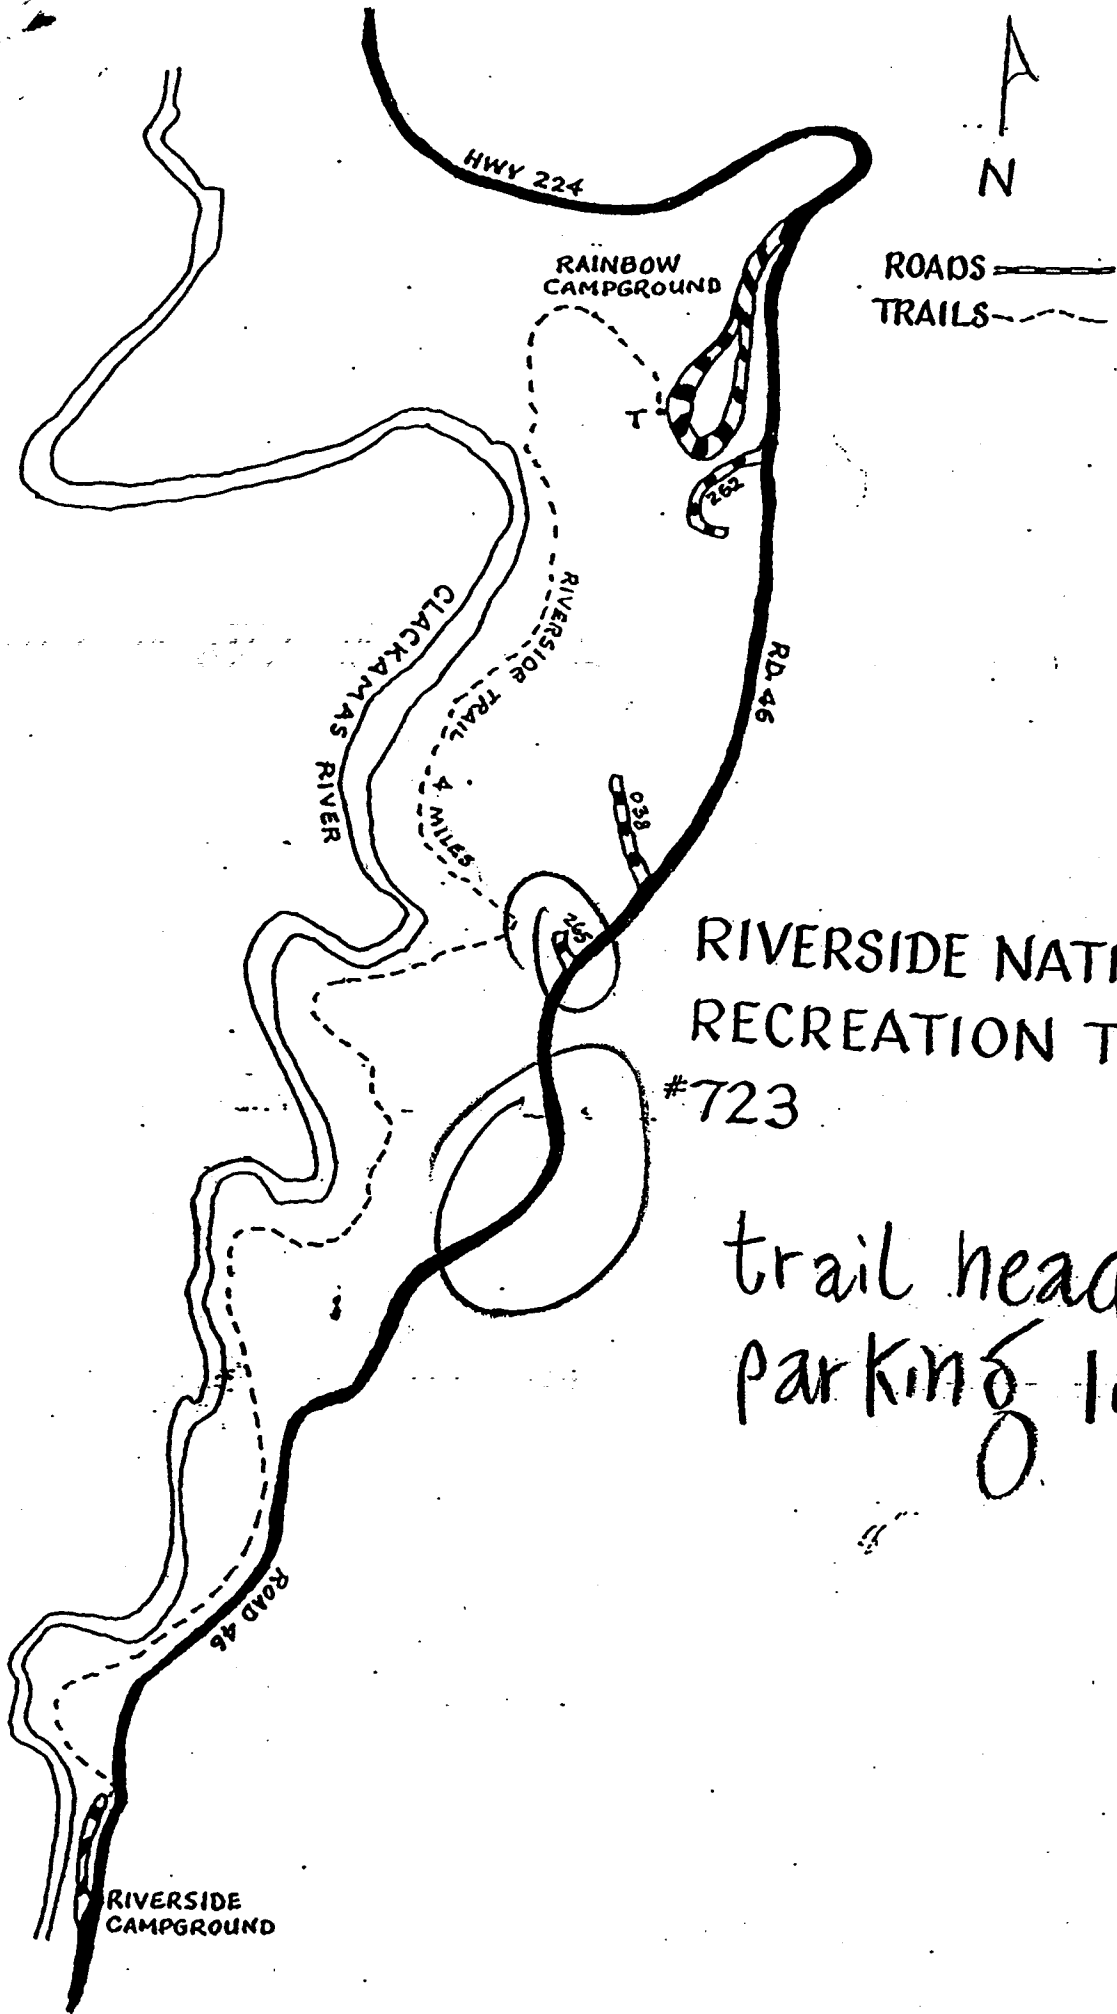 HWY 224
N
RAINBOW
CAMPGROUND
ROADS
TRAILS
T
262
CLACKAMAS RIVER
RIVERSIDE TRAIL 4 MILES
RD. 46
038
RIVERSIDE NATI
RECREATION T
#723
trail head
parking
ROAD 46
RIVERSIDE
CAMPGROUND